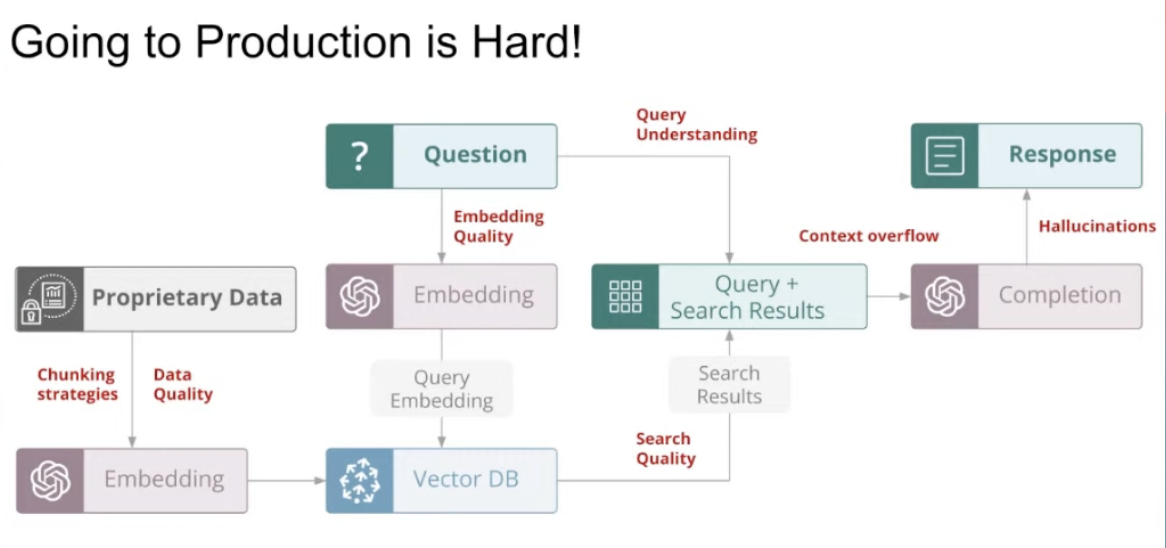 Going to Production is Hard!
Query
Understanding
?
Question
Response
Embedding
Quality
Context overflow
Hallucinations
Proprietary Data
Embedding
Query +
Search Results
Completion
Chunking
strategies
Data
Quality
Query
Embedding
Search
Results
Search
Quality
Embedding
Vector DB